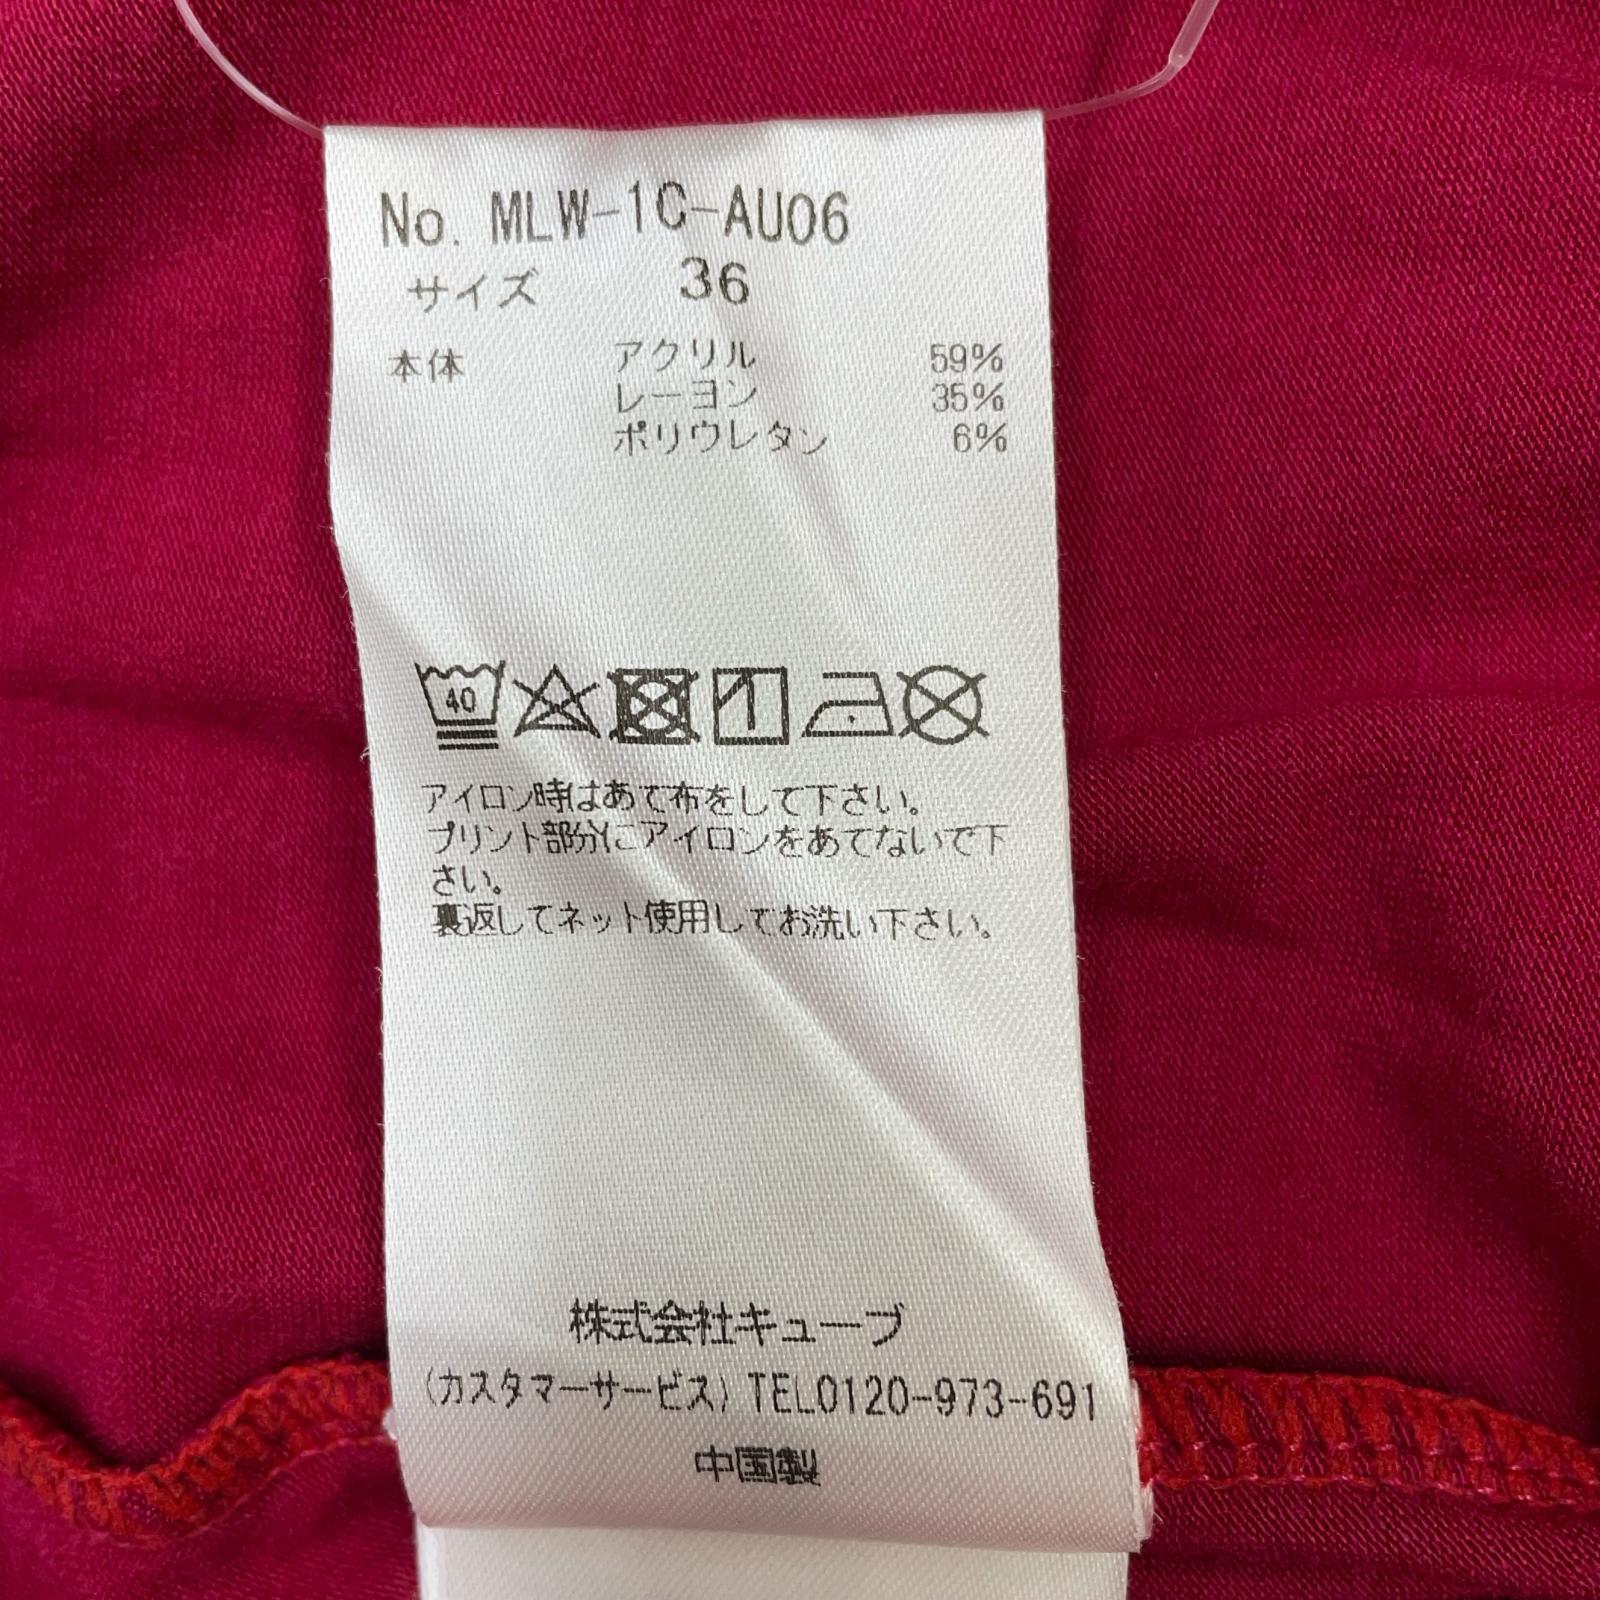 No. MLW-1C-AU06
サイズ 36
本体 アクリル 59%
レーヨン 35%
ポリウレタン 6%
40
アイロン時はあて布をして下さい。
プリント部分にアイロンをあてないで下
さい。
裏返してネット使用してお洗い下さい。
株式会社キューブ
(カスタマーサービス) TEL0120-973-691
中国製